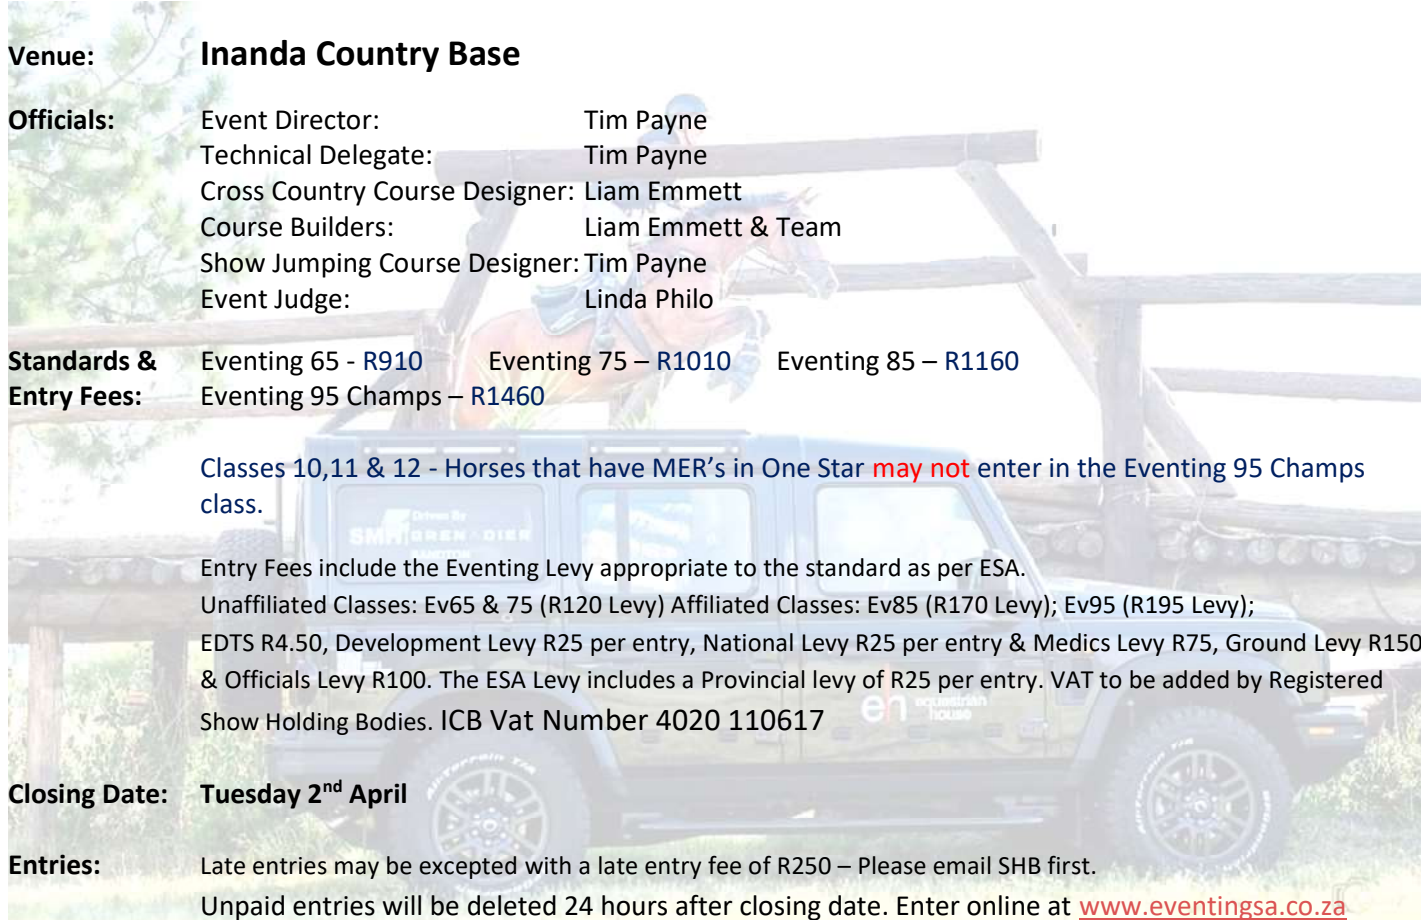 Venue: Inanda Country Base
Officials: Event Director: Tim Payne
Technical Delegate: Tim Payne
Cross Country Course Designer: Liam Emmett
Course Builders: Liam Emmett & Team
Show Jumping Course Designer: Tim Payne
Event Judge: Linda Philo
Standards & Eventing 65 - R910 Eventing 75 – R1010 Eventing 85 – R1160
Entry Fees: Eventing 95 Champs – R1460
Classes 10,11 & 12 - Horses that have MER's in One Star may not enter in the Eventing 95 Champs
class.
Driven By
SMH GRENADIER
SANDTON
Entry Fees include the Eventing Levy appropriate to the standard as per ESA.
Unaffiliated Classes: Ev65 & 75 (R120 Levy) Affiliated Classes: Ev85 (R170 Levy); Ev95 (R195 Levy);
EDTS R4.50, Development Levy R25 per entry, National Levy R25 per entry & Medics Levy R75, Ground Levy R150
& Officials Levy R100. The ESA Levy includes a Provincial levy of R25 per entry. VAT to be added by Registered
Show Holding Bodies. ICB Vat Number 4020 110617
eh equestrian
house
Closing Date: Tuesday 2nd April
Entries: Late entries may be excepted with a late entry fee of R250 – Please email SHB first.
Unpaid entries will be deleted 24 hours after closing date. Enter online at www.eventingsa.co.za